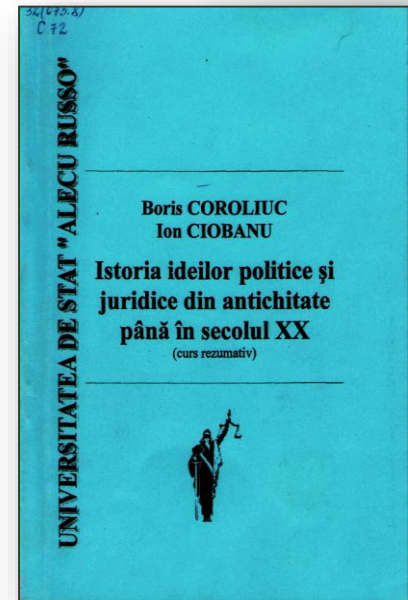 32(075.8)
C 72
UNIVERSITATEA DE STAT "ALECU RUSSO"
Boris COROLIUC
Ion CIOBANU
Istoria ideilor politice şi
juridice din antichitate
până în secolul XX
(curs rezumativ)